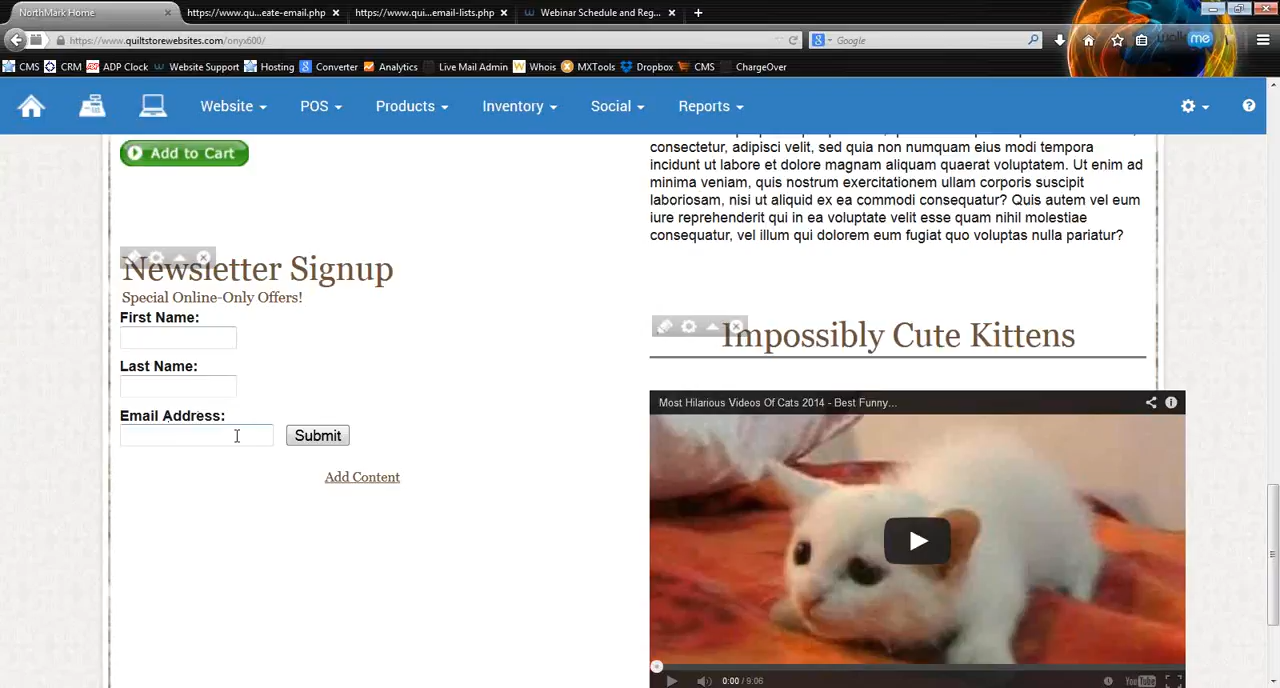 NorthMark Home
https://www.qu...eate-email.php
https://www.qui...email-lists.php
Webinar Schedule and Reg...
https://www.quiltstorewebsites.com/onyx600/
Google
me
CMS
CRM
ADP Clock
Website Support
Hosting
Converter
Analytics
Live Mail Admin
Whois
MXTools
Dropbox
CMS
ChargeOver
Website
POS
Products
Inventory
Social
Reports
Add to Cart
consectetur, adipisci velit, sed quia non numquam eius modi tempora
incidunt ut labore et dolore magnam aliquam quaerat voluptatem. Ut enim ad
minima veniam, quis nostrum exercitationem ullam corporis suscipit
laboriosam, nisi ut aliquid ex ea commodi consequatur? Quis autem vel eum
iure reprehenderit qui in ea voluptate velit esse quam nihil molestiae
consequatur, vel illum qui dolorem eum fugiat quo voluptas nulla pariatur?
Newsletter Signup
Special Online-Only Offers!
First Name:
Last Name:
Email Address:
Submit
Add Content
Impossibly Cute Kittens
Most Hilarious Videos Of Cats 2014 - Best Funny...
0:00 / 9:06
YouTube